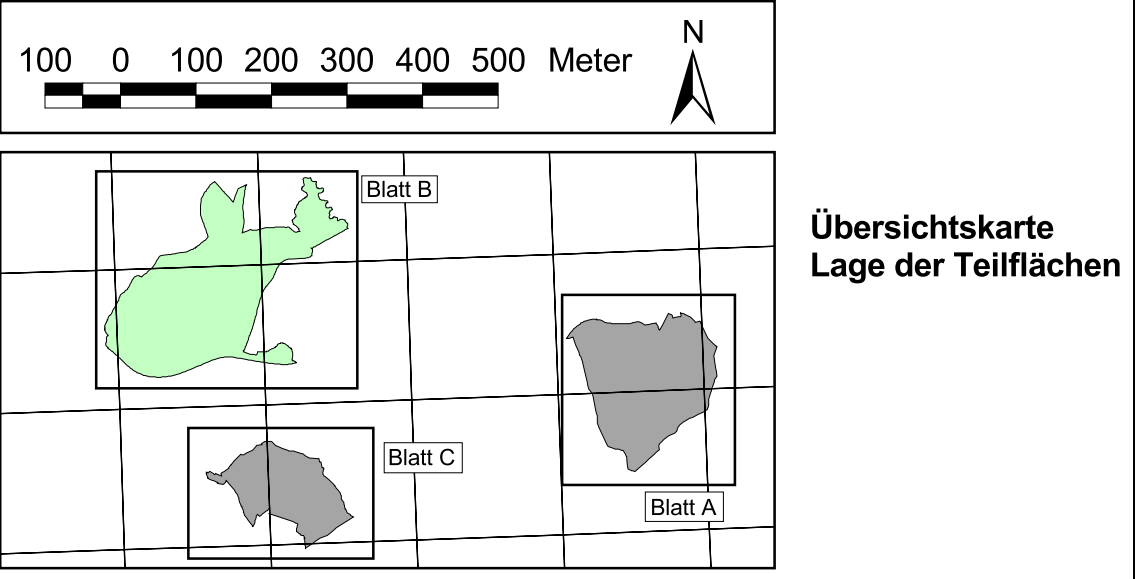 N
100 0 100 200 300 400 500 Meter
Blatt B
Übersichtskarte
Lage der Teilflächen
Blatt C
Blatt A